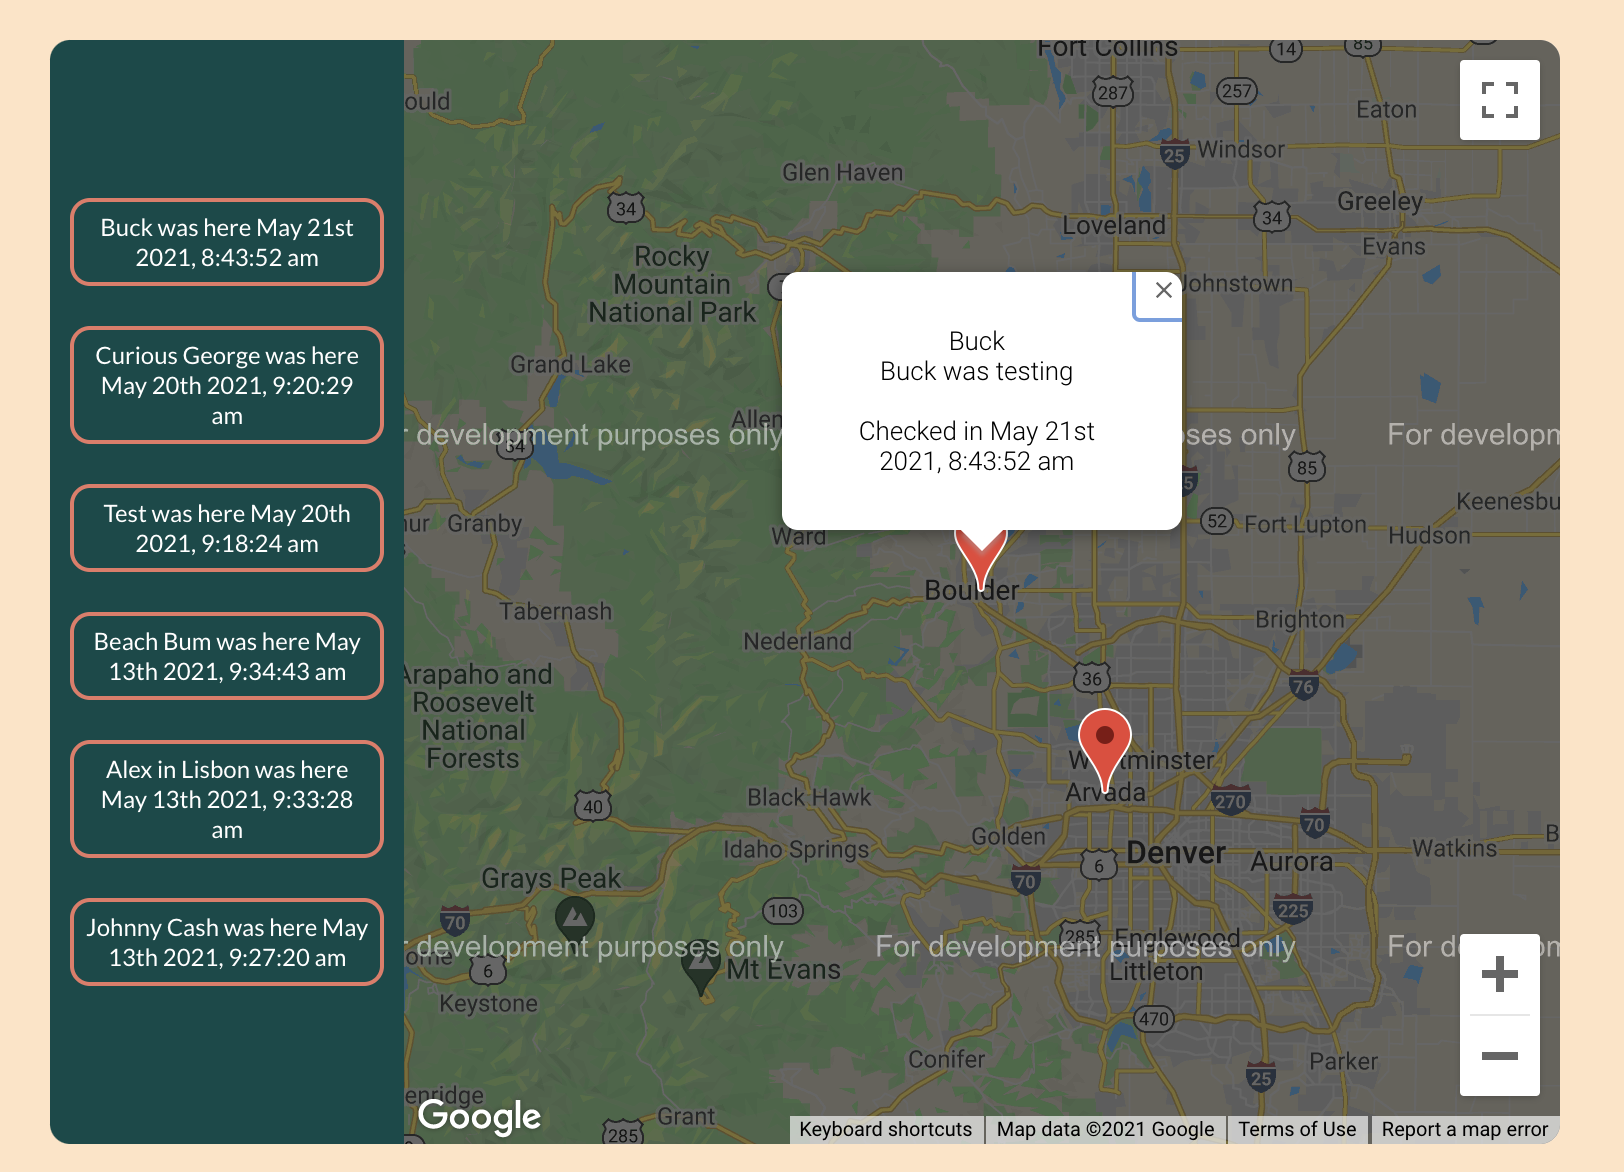 Buck was here May 21st
2021, 8:43:52 am
Curious George was here
May 20th 2021, 9:20:29
am
Test was here May 20th
2021, 9:18:24 am
Beach Bum was here May
13th 2021, 9:34:43 am
Alex in Lisbon was here
May 13th 2021, 9:33:28
am
Johnny Cash was here May
13th 2021, 9:27:20 am
Fort Collins
14
85
287
257
Eaton
25
Windsor
Glen Haven
34
Loveland
34
Greeley
Evans
Rocky
Mountain
National Park
Johnstown
Buck
Buck was testing
Checked in May 21st
2021, 8:43:52 am
Grand Lake
development purposes only
only
For
34
85
Granby
Keenesbu
52
Fort Lupton
Hudson
Ward
Boulder
Tabernash
Brighton
Nederland
Arapaho and
Roosevelt
National
Forests
36
76
Arvada
40
Black Hawk
270
70
Golden
Idaho Springs
6
Denver
Aurora
Watkins
Grays Peak
70
70
103
225
285
Englewood
development purposes only
For development purposes only
For
6
Mt Evans
Littleton
Keystone
470
Conifer
25
Parker
Grant
285
Google
Keyboard shortcuts
Map data ©2021 Google
Terms of Use
Report a map error